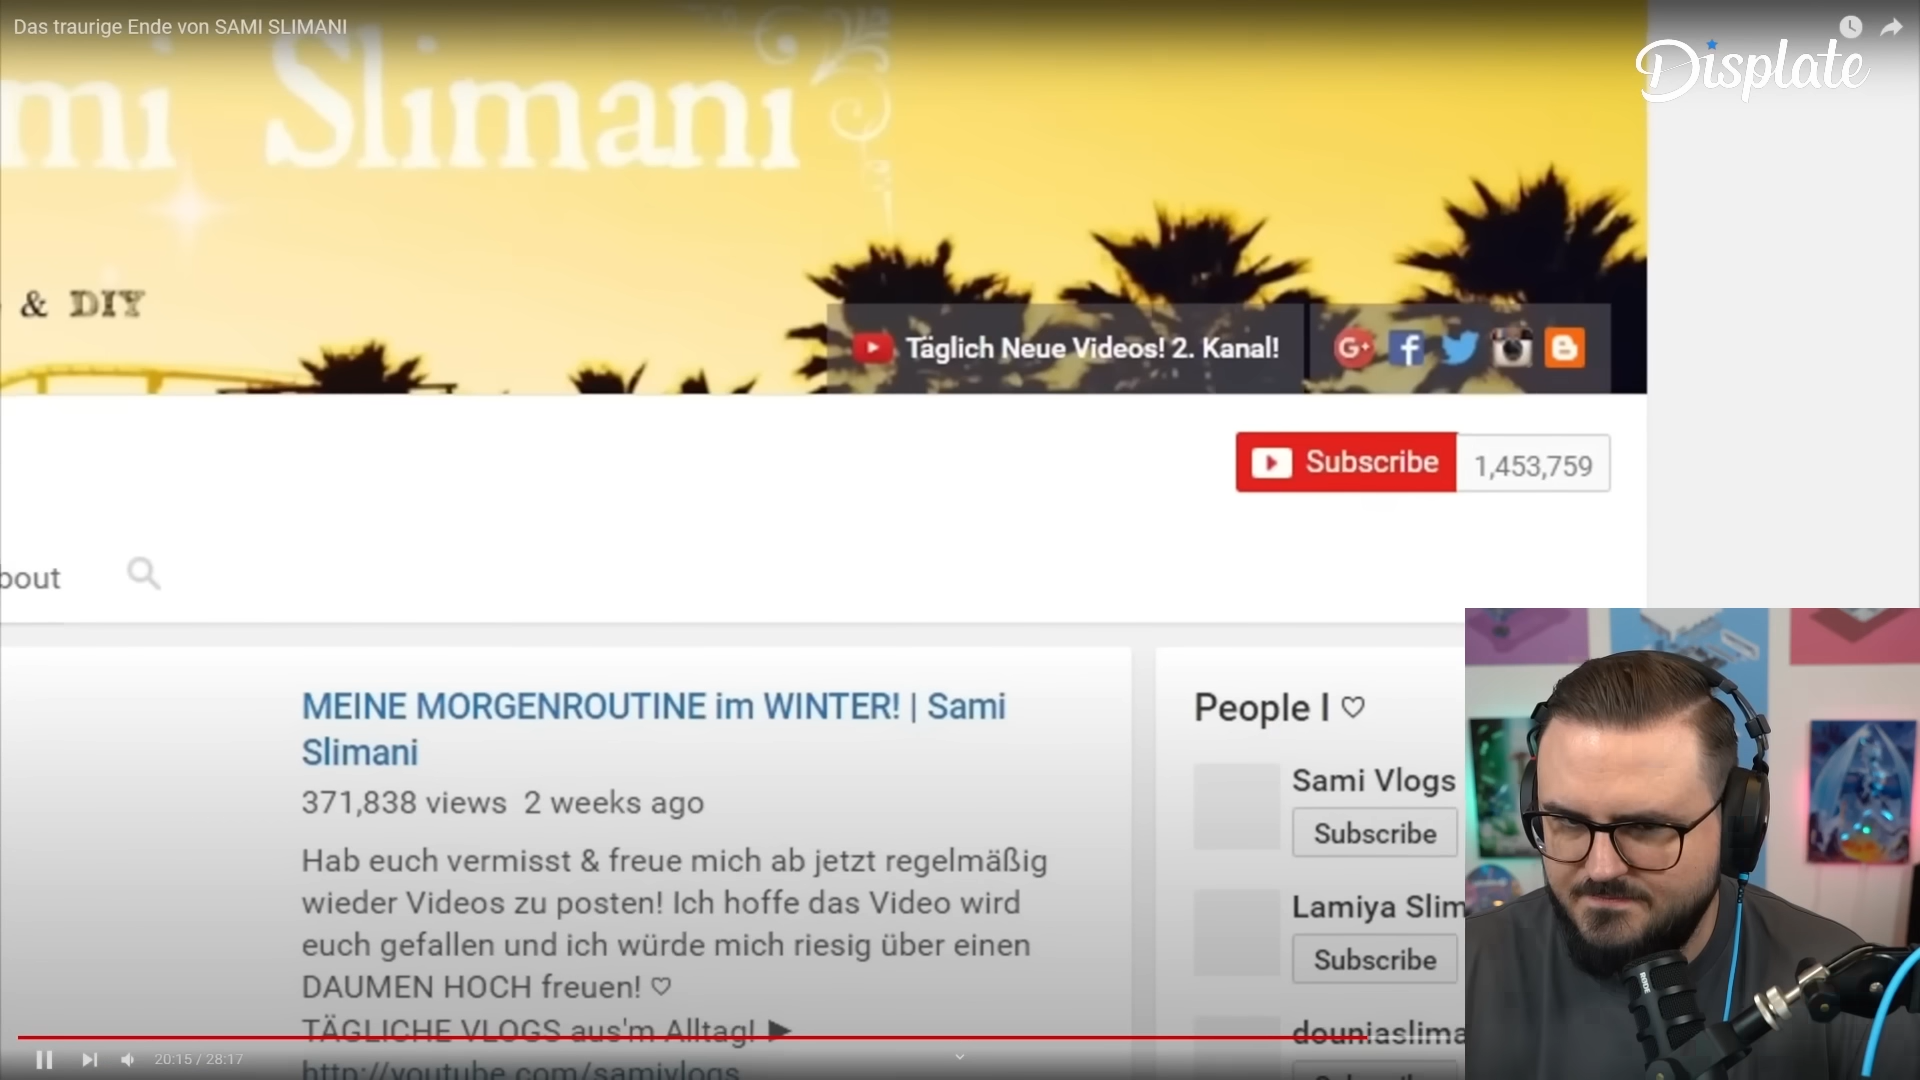 Das traurige Ende von SAMI SLIMANI
Displate
mi Slimani
& DIY
Täglich Neue Videos! 2. Kanal!
G+
Subscribe 1,453,759
bout
MEINE MORGENROUTINE im WINTER! | Sami
Slimani
371,838 views 2 weeks ago
Hab euch vermisst & freue mich ab jetzt regelmäßig
wieder Videos zu posten! Ich hoffe das Video wird
euch gefallen und ich würde mich riesig über einen
DAUMEN HOCH freuen! ♡
TÄGLICHE VLOGS aus'm Alltag! ▶
http://youtube.com/samivlogs
People I ♡
Sami Vlogs
Subscribe
Lamiya Slim
Subscribe
douniaslima
RØDE
20:15 / 28:17